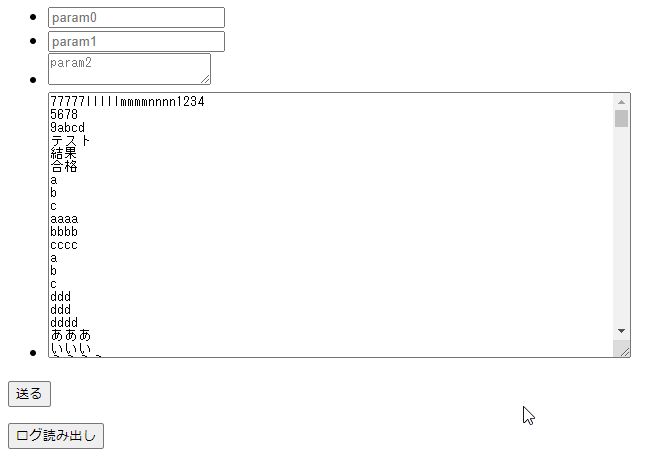 param0
param1
param2
77777lllllmmmmnnnn1234
5678
9abcd
テスト
結果
合格
a
b
c
aaaa
bbbb
cccc
a
b
c
ddd
ddd
dddd
あああ
いいい
送る
ログ読み出し